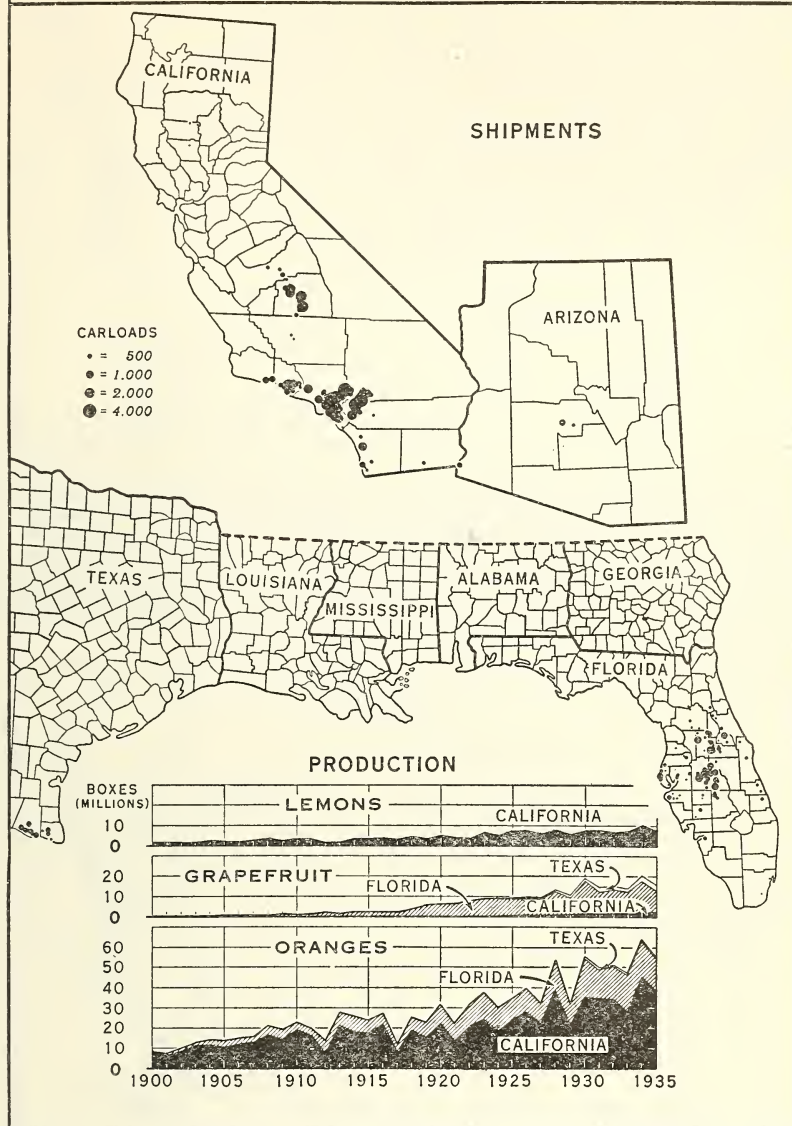 CALIFORNIA
SHIPMENTS
ARIZONA
CARLOADS
• = 500
• = 1.000
• = 2.000
• = 4.000
TEXAS
LOUISIANA
MISSISSIPPI
ALABAMA
GEORGIA
FLORIDA
PRODUCTION
BOXES
(MILLIONS)
LEMONS
CALIFORNIA
10
0
GRAPEFRUIT
FLORIDA
TEXAS
CALIFORNIA
20
10
0
ORANGES
TEXAS
FLORIDA
CALIFORNIA
60
50
40
30
20
10
0
1900 1905 1910 1915 1920 1925 1930 1935